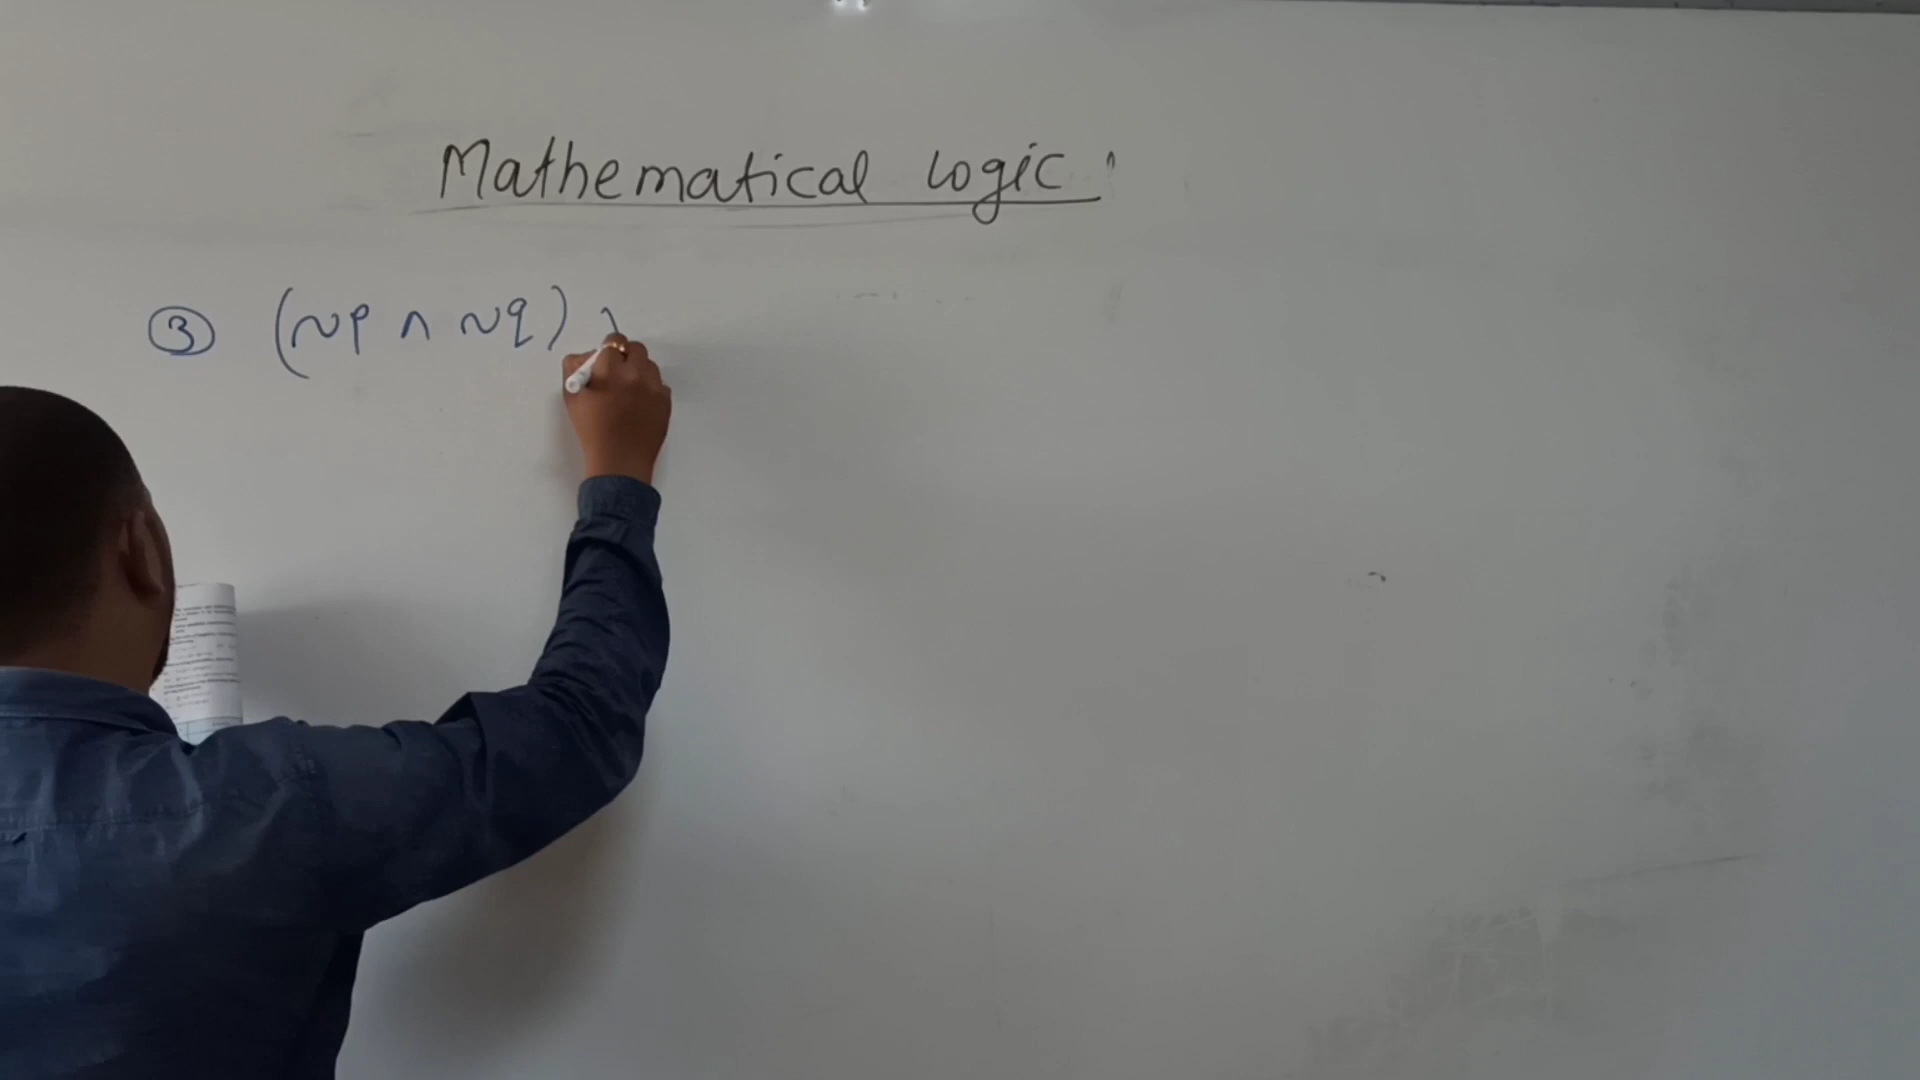 Mathematical Logic :
③ (~p ∧ ~q)